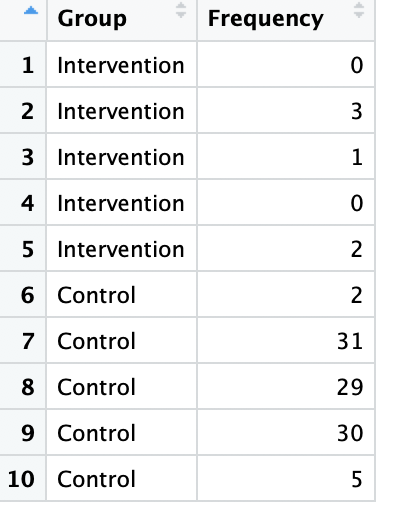 Group Frequency
1 Intervention 0
2 Intervention 3
3 Intervention 1
4 Intervention 0
5 Intervention 2
6 Control 2
7 Control 31
8 Control 29
9 Control 30
10 Control 5